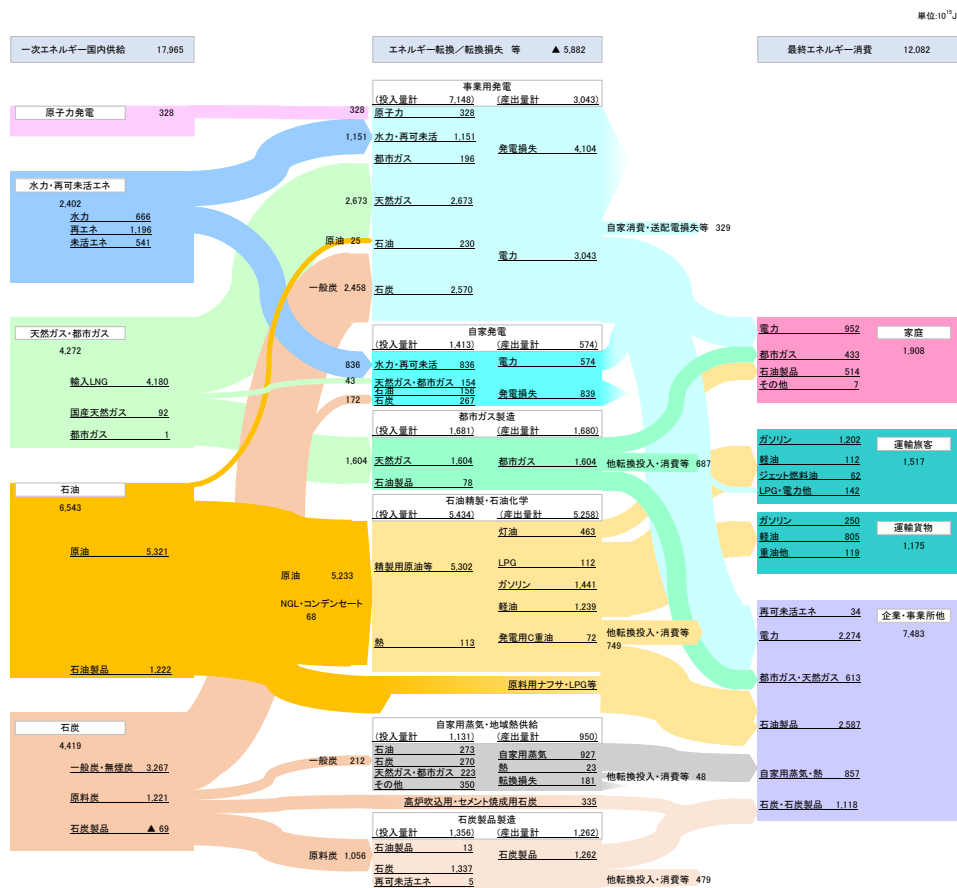 単位:10¹⁵J
一次エネルギー国内供給 17,965
エネルギー転換／転換損失 等 ▲ 5,882
最終エネルギー消費 12,082
原子力発電 328
水力・再可未活エネ
2,402
水力 666
再エネ 1,196
未活エネ 541
天然ガス・都市ガス
4,272
輸入LNG 4,180
国産天然ガス 92
都市ガス 1
石油
6,543
原油 5,321
石油製品 1,222
石炭
4,419
一般炭・無煙炭 3,267
原料炭 1,221
石炭製品 ▲ 69
328
1,151
2,673
原油 25
一般炭 2,458
836
43
172
1,604
原油 5,233
NGL・コンデンセート
68
一般炭 212
原料炭 1,056
事業用発電
(投入量計 7,148) (産出量計 3,043)
原子力 328
水力・再可未活 1,151
発電損失 4,104
都市ガス 196
天然ガス 2,673
石油 230
電力 3,043
石炭 2,570
自家発電
(投入量計 1,413) (産出量計 574)
水力・再可未活 836
電力 574
天然ガス・都市ガス 154
石油 156
発電損失 839
石炭 267
都市ガス製造
(投入量計 1,681) (産出量計 1,680)
天然ガス 1,604
都市ガス 1,604
石油製品 78
石油精製・石油化学
(投入量計 5,434) (産出量計 5,258)
灯油 463
精製用原油等 5,302
LPG 112
ガソリン 1,441
軽油 1,239
熱 113
発電用C重油 72
原料用ナフサ・LPG等
自家用蒸気・地域熱供給
(投入量計 1,131) (産出量計 950)
石油 273
自家用蒸気 927
石炭 270
熱 23
天然ガス・都市ガス 223
転換損失 181
その他 350
高炉吹込用・セメント焼成用石炭 335
石炭製品製造
(投入量計 1,356) (産出量計 1,262)
石油製品 13
石炭製品 1,262
石炭 1,337
再可未活エネ 5
自家消費・送配電損失等 329
他転換投入・消費等 687
他転換投入・消費等
749
他転換投入・消費等 48
他転換投入・消費等 479
電力 952
家庭
1,908
都市ガス 433
石油製品 514
その他 7
ガソリン 1,202
運輸旅客
1,517
軽油 112
ジェット燃料油 62
LPG・電力他 142
ガソリン 250
運輸貨物
1,175
軽油 805
重油他 119
再可未活エネ 34
企業・事業所他
7,483
電力 2,274
都市ガス・天然ガス 613
石油製品 2,587
自家用蒸気・熱 857
石炭・石炭製品 1,118